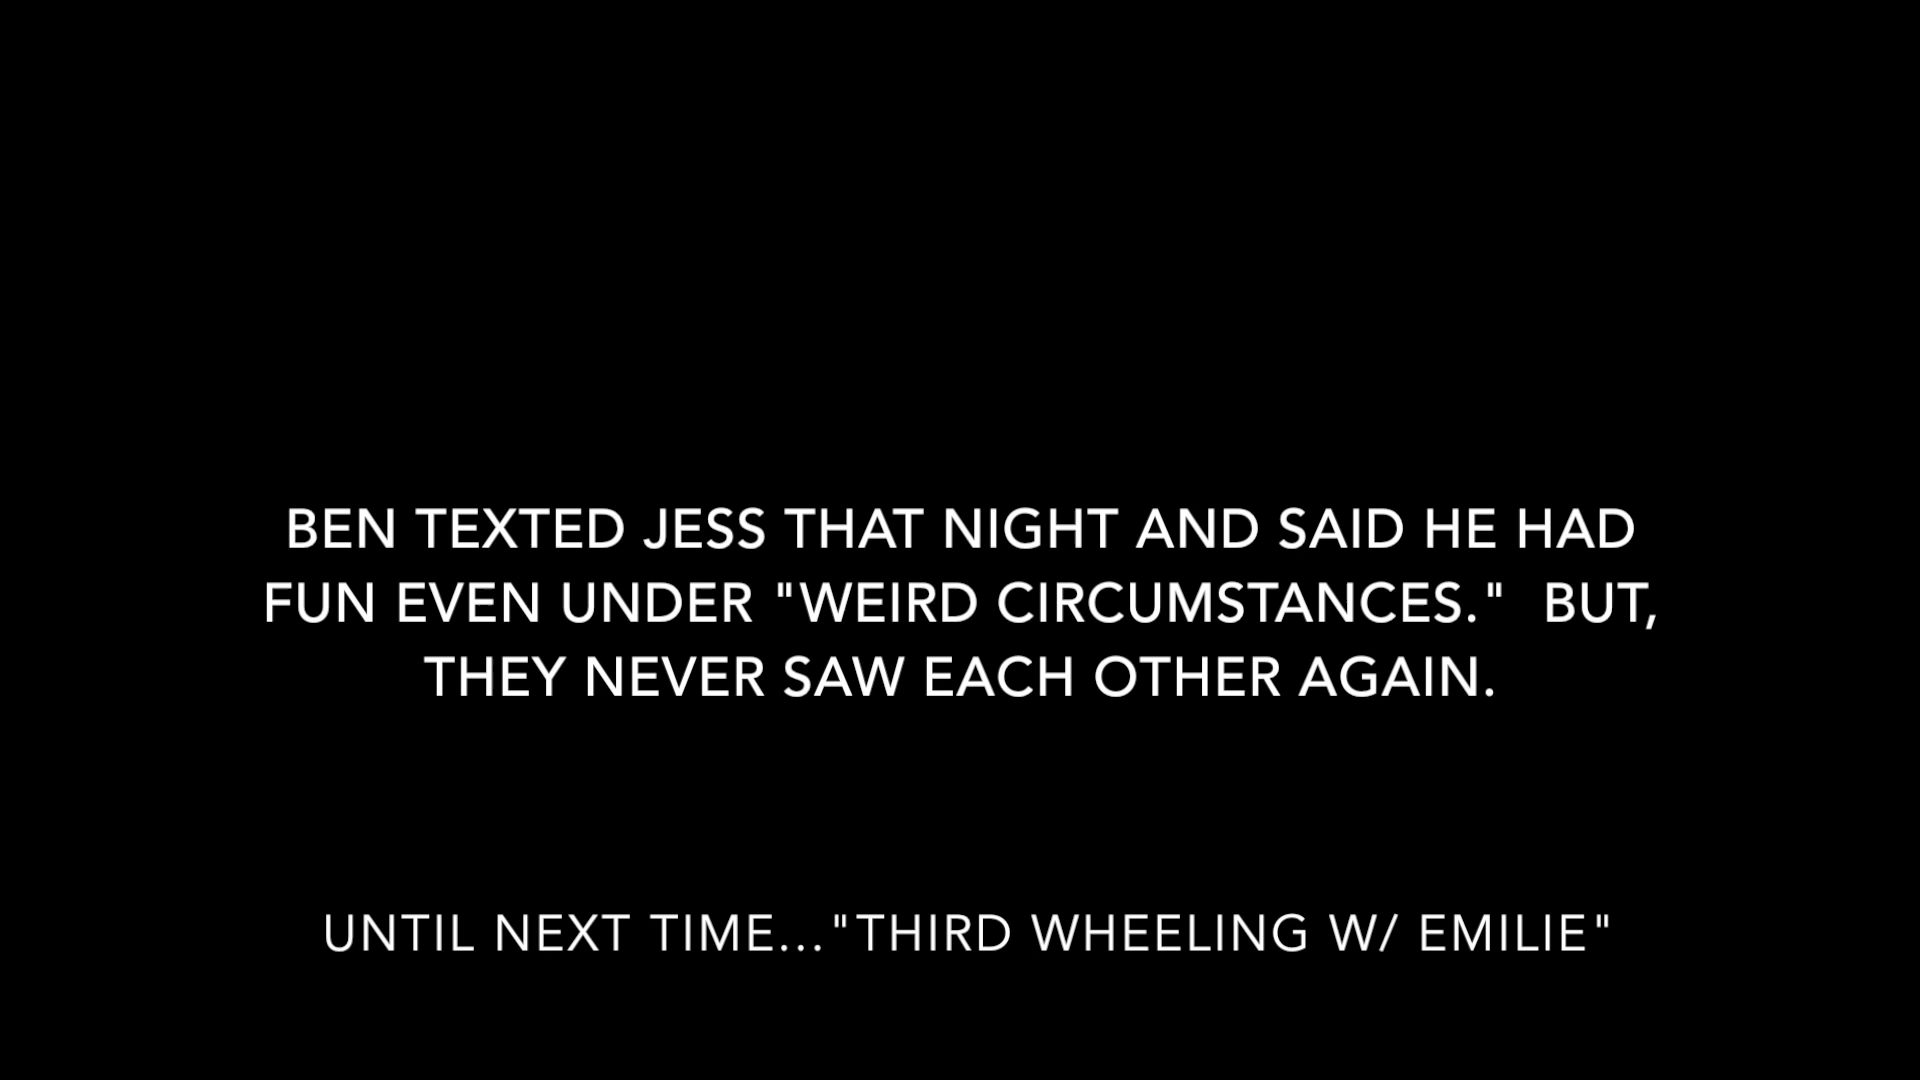 BEN TEXTED JESS THAT NIGHT AND SAID HE HAD
FUN EVEN UNDER "WEIRD CIRCUMSTANCES."  BUT,
THEY NEVER SAW EACH OTHER AGAIN.
UNTIL NEXT TIME..."THIRD WHEELING W/ EMILIE"